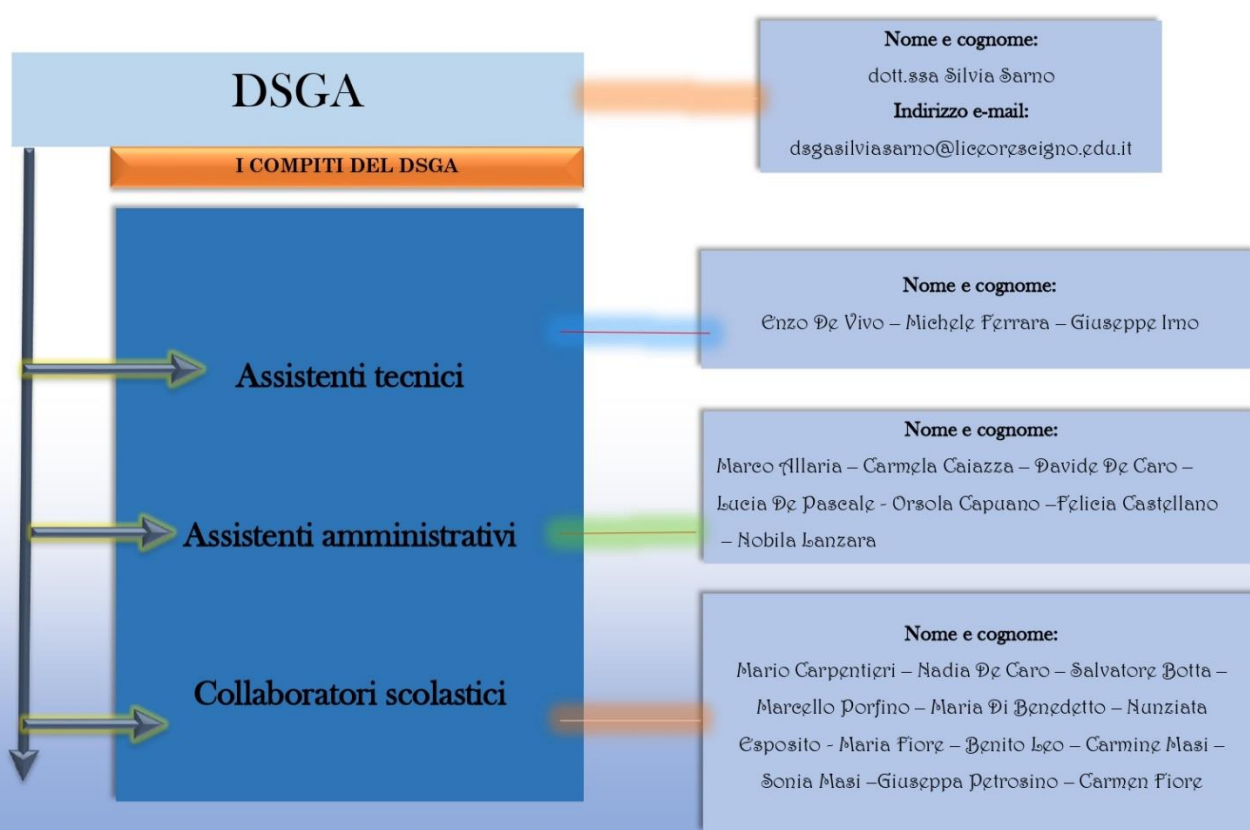 DSGA
I COMPITI DEL DSGA
Nome e cognome:
dott.ssa Silvia Sarno
Indirizzo e-mail:
dsgasilviasarno@liceorescigno.edu.it
Assistenti tecnici
Nome e cognome:
Enzo De Vivo – Michele Ferrara – Giuseppe Irno
Assistenti amministrativi
Nome e cognome:
Marco Allaria – Carmela Caiazza – Davide De Caro –
Lucia De Pascale - Orsola Capuano –Felicia Castellano
– Nobila Lanzara
Collaboratori scolastici
Nome e cognome:
Mario Carpentieri – Nadia De Caro – Salvatore Botta –
Marcello Porfino – Maria Di Benedetto – Nunziata
Esposito - Maria Fiore – Benito Leo – Carmine Masi –
Sonia Masi –Giuseppa Petrosino – Carmen Fiore